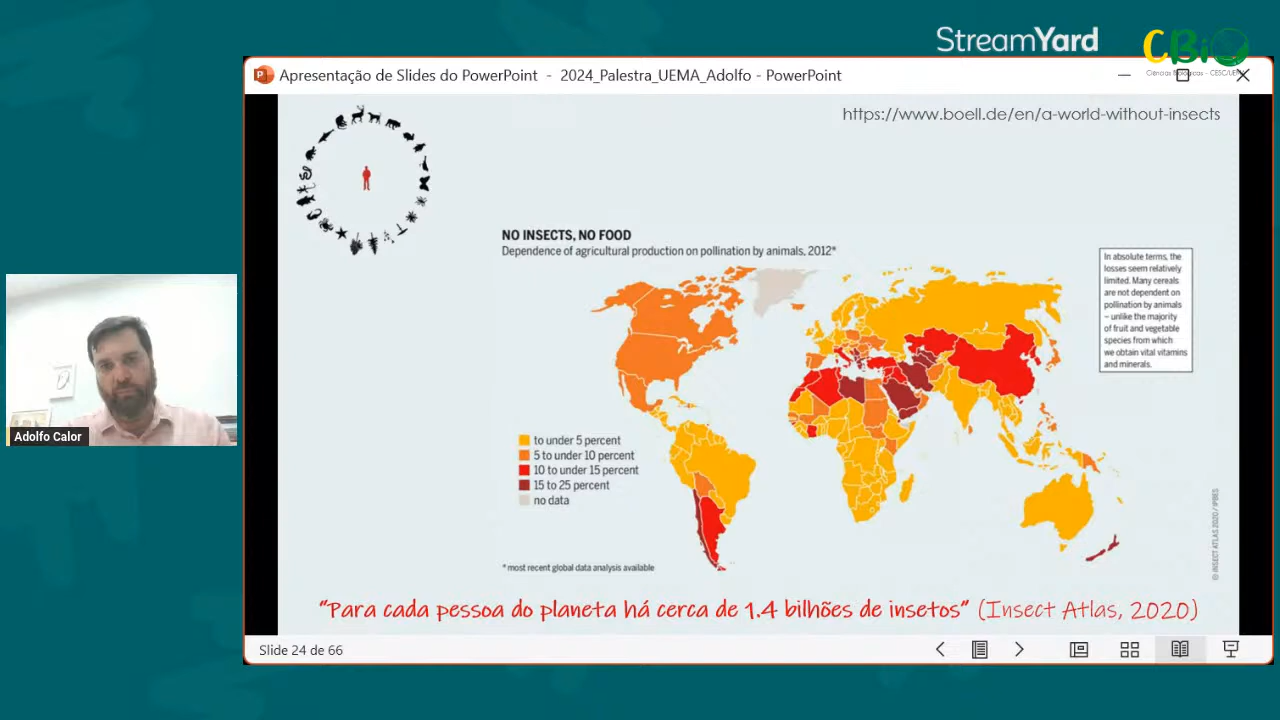 StreamYard
CBiO
Ciências Biológicas - CESC/UEMA
Apresentação de Slides do PowerPoint - 2024_Palestra_UEMA_Adolfo - PowerPoint
https://www.boell.de/en/a-world-without-insects
NO INSECTS, NO FOOD
Dependence of agricultural production on pollination by animals, 2012*
In absolute terms, the
losses seem relatively
limited. Many cereals
are not dependent on
pollination by animals
– unlike the majority
of fruit and vegetable
species from which
we obtain vital vitamins
and minerals.
Adolfo Calor
to under 5 percent
5 to under 10 percent
10 to under 15 percent
15 to 25 percent
no data
© INSECT ATLAS 2020 / IPBES
* most recent global data analysis available
"Para cada pessoa do planeta há cerca de 1.4 bilhões de insetos" (Insect Atlas, 2020)
Slide 24 de 66